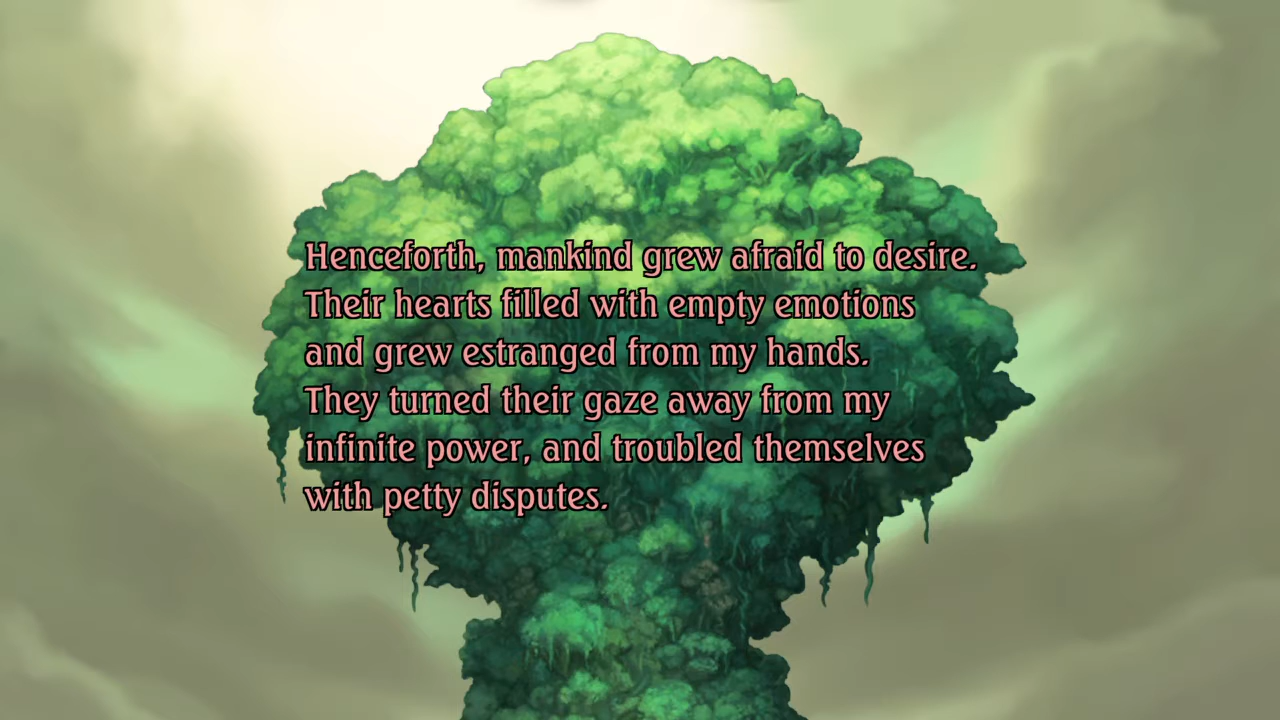 Henceforth, mankind grew afraid to desire.
Their hearts filled with empty emotions
and grew estranged from my hands.
They turned their gaze away from my
infinite power, and troubled themselves
with petty disputes.